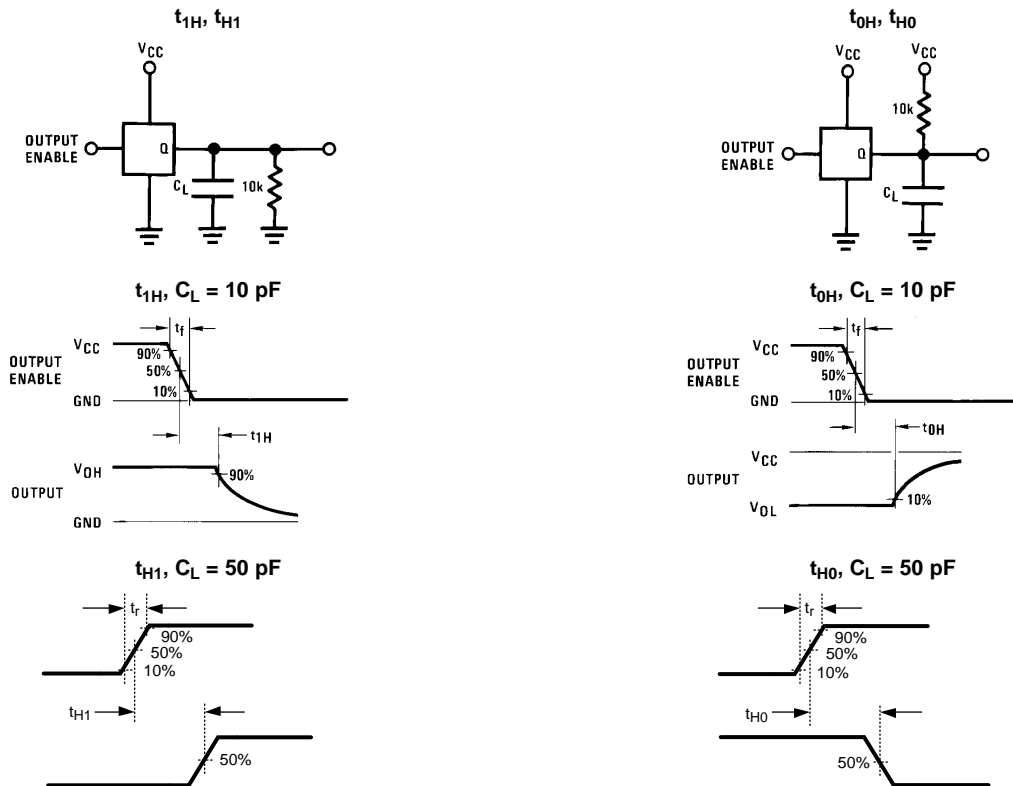 t1H, tH1
VCC
OUTPUT
ENABLE
Q
CL
10k
t0H, tH0
VCC
VCC
10k
OUTPUT
ENABLE
Q
CL
t1H, CL = 10 pF
tf
VCC
90%
OUTPUT
ENABLE
50%
10%
GND
t1H
VOH
90%
OUTPUT
GND
t0H, CL = 10 pF
tf
VCC
90%
OUTPUT
ENABLE
50%
10%
GND
t0H
VCC
OUTPUT
10%
VOL
tH1, CL = 50 pF
tr
90%
50%
10%
tH1
50%
tH0, CL = 50 pF
tr
90%
50%
10%
tH0
50%